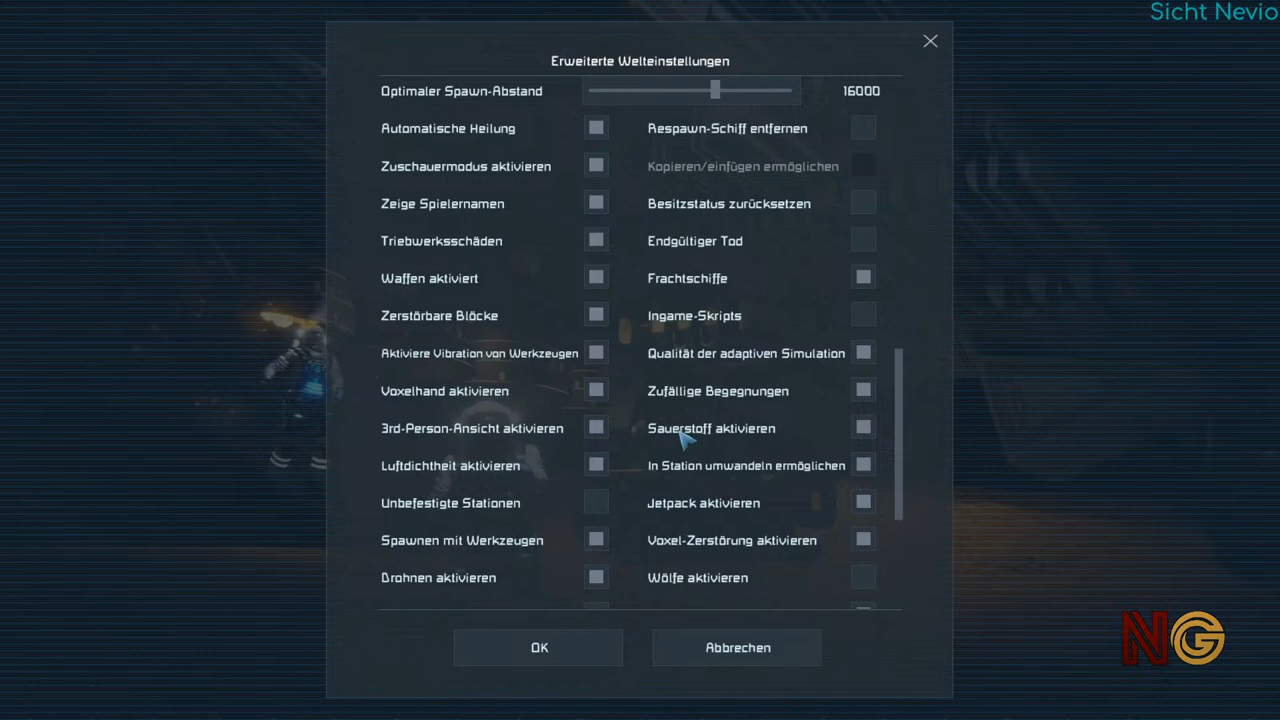 Sicht Nevio
Erweiterte Welteinstellungen
Optimaler Spawn-Abstand 16000
Automatische Heilung Respawn-Schiff entfernen
Zuschauermodus aktivieren Kopieren/einfügen ermöglichen
Zeige Spielernamen Besitzstatus zurücksetzen
Triebwerksschäden Endgültiger Tod
Waffen aktiviert Frachtschiffe
Zerstörbare Blöcke Ingame-Skripts
Aktiviere Vibration von Werkzeugen Qualität der adaptiven Simulation
Voxelhand aktivieren Zufällige Begegnungen
3rd-Person-Ansicht aktivieren Sauerstoff aktivieren
Luftdichtheit aktivieren In Station umwandeln ermöglichen
Unbefestigte Stationen Jetpack aktivieren
Spawnen mit Werkzeugen Voxel-Zerstörung aktivieren
Drohnen aktivieren Wölfe aktivieren
OK Abbrechen
NG